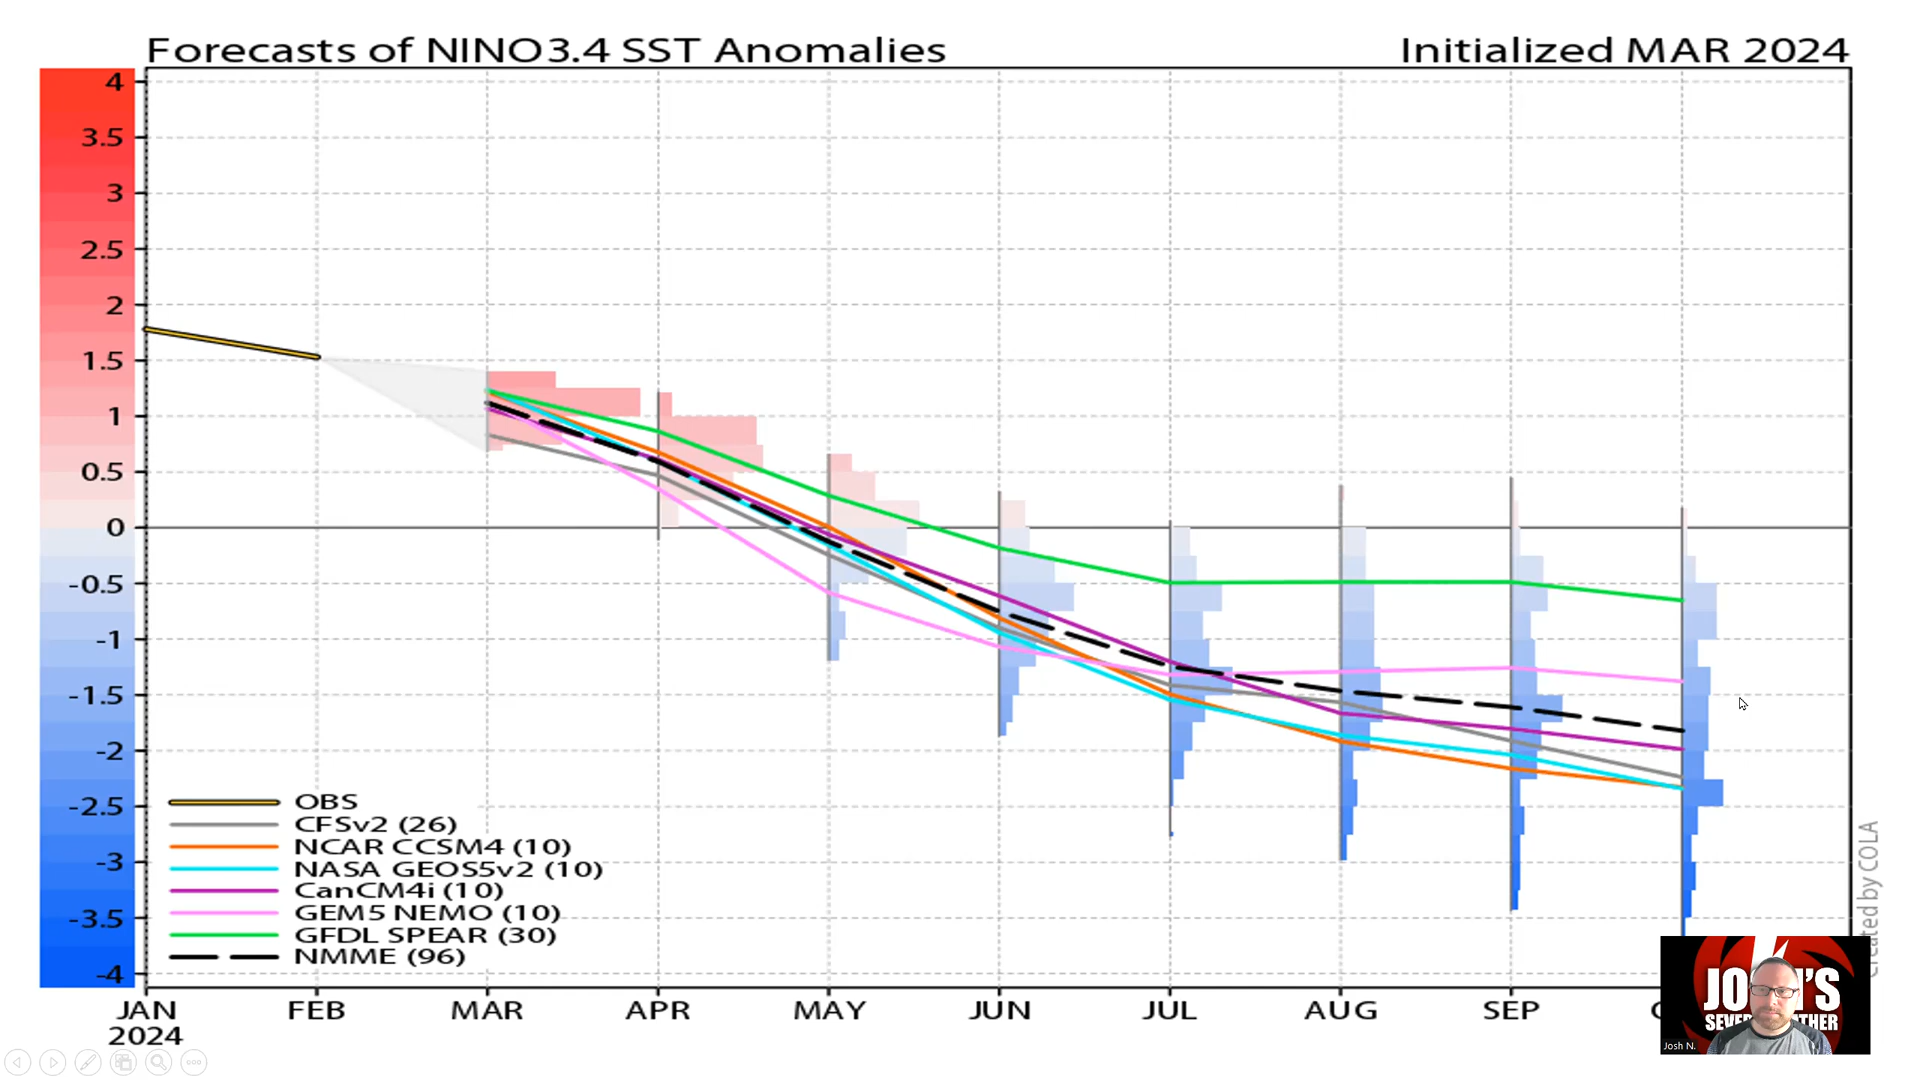 Forecasts of NINO3.4 SST Anomalies
Initialized MAR 2024
4
3.5
3
2.5
2
1.5
1
0.5
0
-0.5
-1
-1.5
-2
-2.5
-3
-3.5
-4
OBS
CFSv2 (26)
NCAR CCSM4 (10)
NASA GEOS5v2 (10)
CanCM4i (10)
GEM5 NEMO (10)
GFDL SPEAR (30)
NMME (96)
JAN FEB MAR APR MAY JUN JUL AUG SEP
2024
Created by COLA
Josh N.